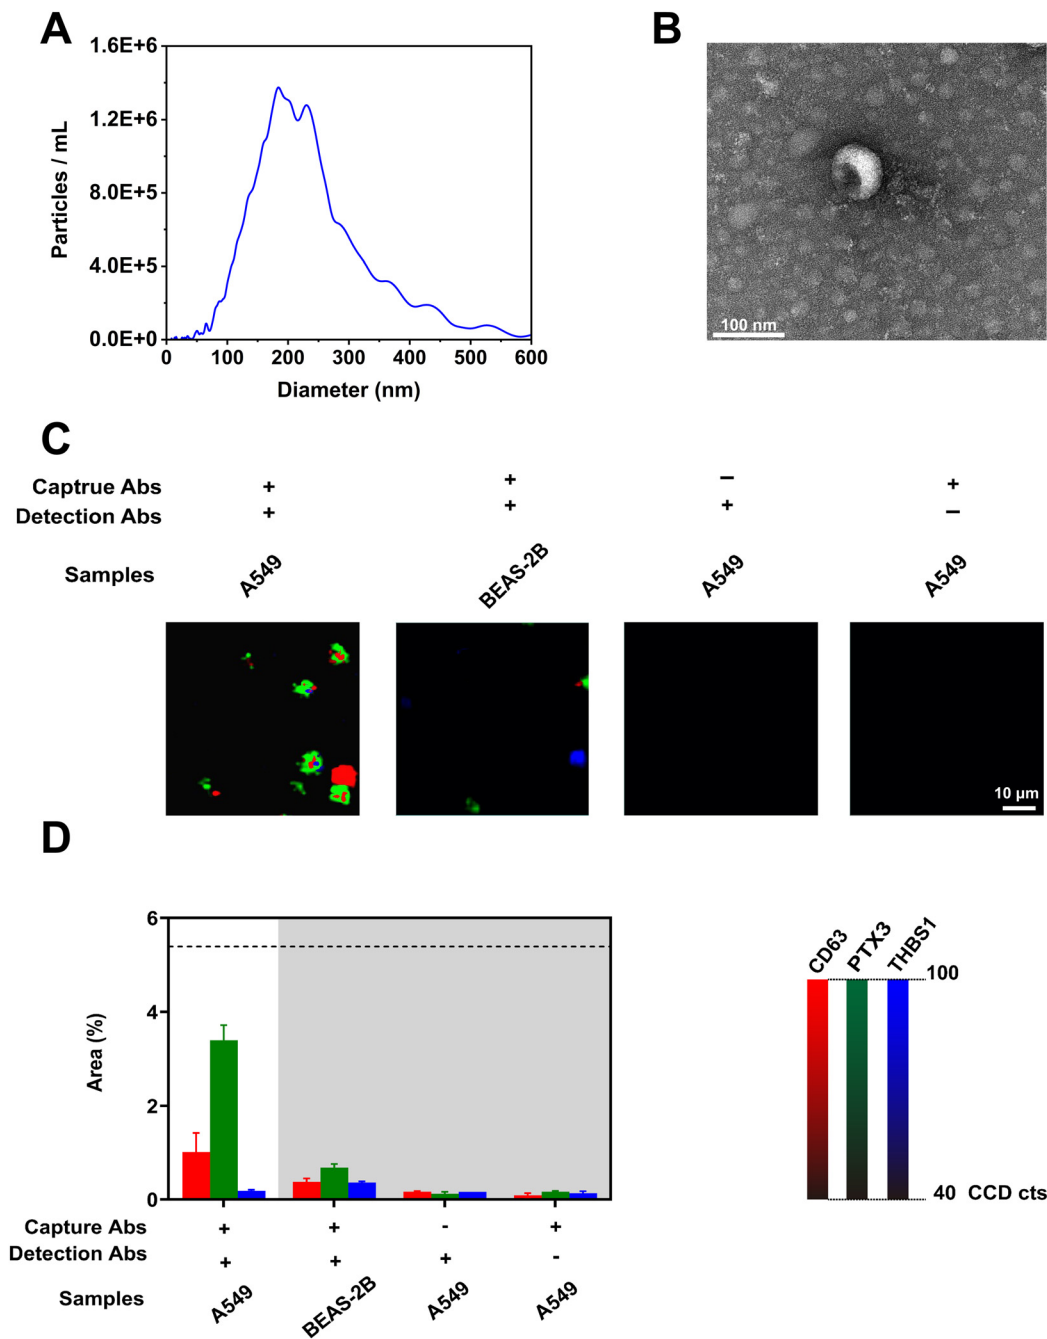 A
1.6E+6
1.2E+6
8.0E+5
4.0E+5
0.0E+0
Particles / mL
0 100 200 300 400 500 600
Diameter (nm)
B
100 nm
C
Captrue Abs + + – +
Detection Abs + + + –
Samples A549 BEAS-2B A549 A549
10 μm
D
6
4
2
0
Area (%)
Capture Abs + + - +
Detection Abs + + + -
Samples A549 BEAS-2B A549 A549
CD63 PTX3 THBS1
100
40 CCD cts